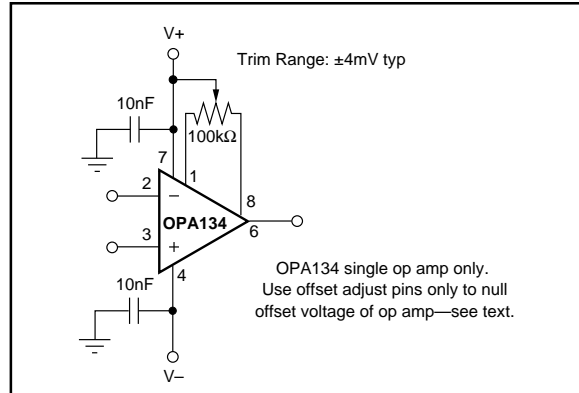 V+
Trim Range: ±4mV typ
10nF
100kΩ
7
1
2
8
–
OPA134
6
3
+
4
10nF
OPA134 single op amp only.
Use offset adjust pins only to null
offset voltage of op amp—see text.
V–